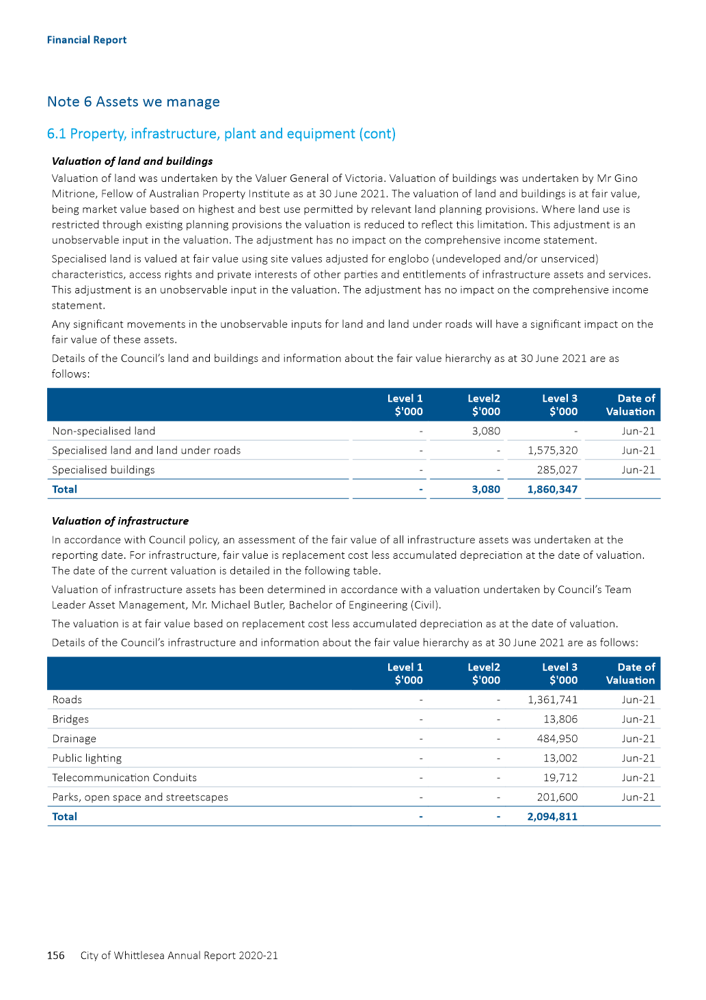 Financial Report
Note 6 Assets we manage
6.1 Property, infrastructure, plant and equipment (cont)
Valuation of land and buildings
Valuation of land was undertaken by the Valuer General of Victoria. Valuation of buildings was undertaken by Mr Gino
Mitrione, Fellow of Australian Property Institute as at 30 June 2021. The valuation of land and buildings is at fair value,
being market value based on highest and best use permitted by relevant land planning provisions. Where land use is
restricted through existing planning provisions the valuation is reduced to reflect this limitation. This adjustment is an
unobservable input in the valuation. The adjustment has no impact on the comprehensive income statement.
Specialised land is valued at fair value using site values adjusted for englobo (undeveloped and/or unserviced)
characteristics, access rights and private interests of other parties and entitlements of infrastructure assets and services.
This adjustment is an unobservable input in the valuation. The adjustment has no impact on the comprehensive income
statement.
Any significant movements in the unobservable inputs for land and land under roads will have a significant impact on the
fair value of these assets.
Details of the Council's land and buildings and information about the fair value hierarchy as at 30 June 2021 are as
follows:
Level 1 Level2 Level 3 Date of
$'000 $'000 $'000 Valuation
Non-specialised land - 3,080 - Jun-21
Specialised land and land under roads - - 1,575,320 Jun-21
Specialised buildings - - 285,027 Jun-21
Total - 3,080 1,860,347
Valuation of infrastructure
In accordance with Council policy, an assessment of the fair value of all infrastructure assets was undertaken at the
reporting date. For infrastructure, fair value is replacement cost less accumulated depreciation at the date of valuation.
The date of the current valuation is detailed in the following table.
Valuation of infrastructure assets has been determined in accordance with a valuation undertaken by Council's Team
Leader Asset Management, Mr. Michael Butler, Bachelor of Engineering (Civil).
The valuation is at fair value based on replacement cost less accumulated depreciation as at the date of valuation.
Details of the Council's infrastructure and information about the fair value hierarchy as at 30 June 2021 are as follows:
Level 1 Level2 Level 3 Date of
$'000 $'000 $'000 Valuation
Roads - - 1,361,741 Jun-21
Bridges - - 13,806 Jun-21
Drainage - - 484,950 Jun-21
Public lighting - - 13,002 Jun-21
Telecommunication Conduits - - 19,712 Jun-21
Parks, open space and streetscapes - - 201,600 Jun-21
Total - - 2,094,811
156 City of Whittlesea Annual Report 2020-21